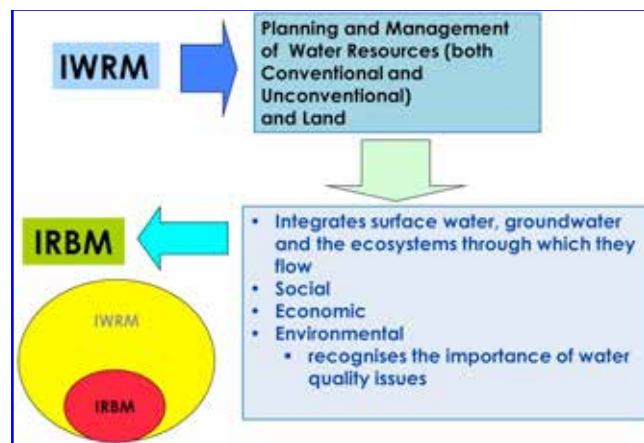 IWRM
Planning and Management
of Water Resources (both
Conventional and
Unconventional)
and Land
IRBM
• Integrates surface water, groundwater
and the ecosystems through which they
flow
• Social
• Economic
• Environmental
▪ recognises the importance of water
quality issues
IWRM
IRBM